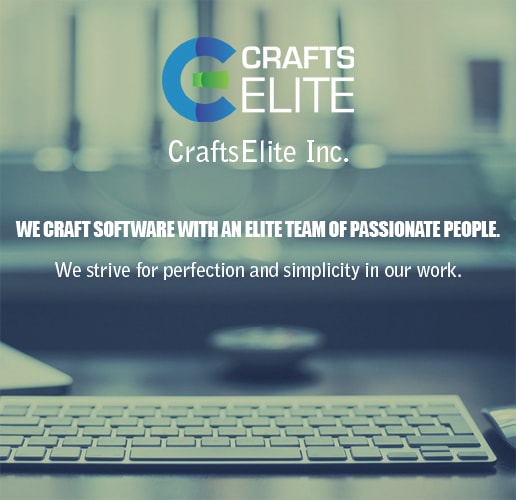 CRAFTS
ELITE
CraftsElite Inc.
WE CRAFT SOFTWARE WITH AN ELITE TEAM OF PASSIONATE PEOPLE.
We strive for perfection and simplicity in our work.